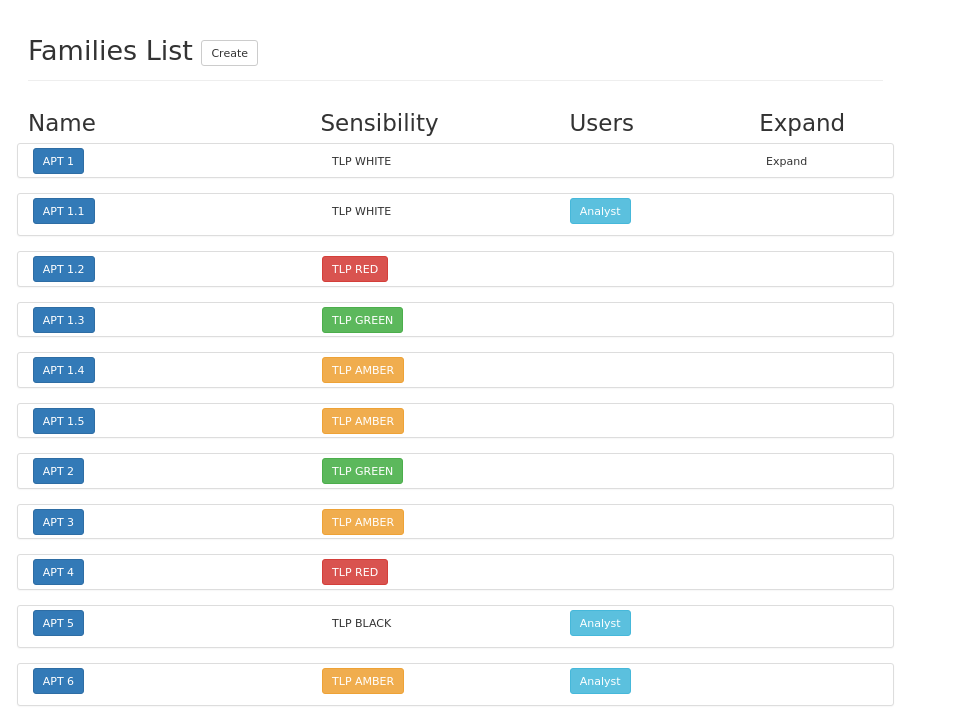 Families List Create
Name Sensibility Users Expand
APT 1 TLP WHITE Expand
APT 1.1 TLP WHITE Analyst
APT 1.2 TLP RED
APT 1.3 TLP GREEN
APT 1.4 TLP AMBER
APT 1.5 TLP AMBER
APT 2 TLP GREEN
APT 3 TLP AMBER
APT 4 TLP RED
APT 5 TLP BLACK Analyst
APT 6 TLP AMBER Analyst